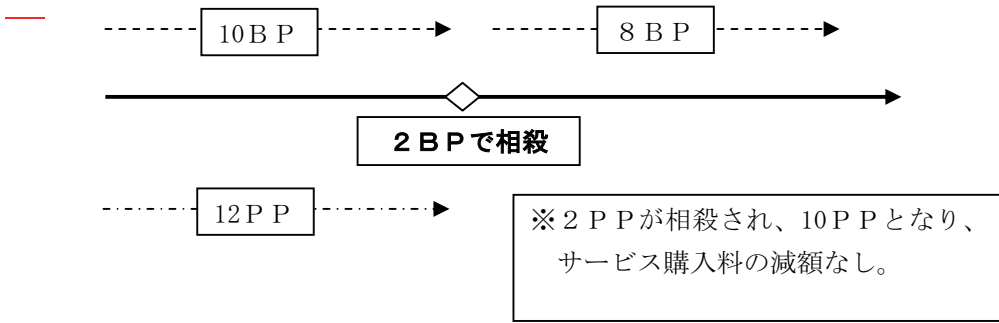 10ＢＰ
８ＢＰ
２ＢＰで相殺
12ＰＰ
※２ＰＰが相殺され、10ＰＰとなり、
サービス購入料の減額なし。